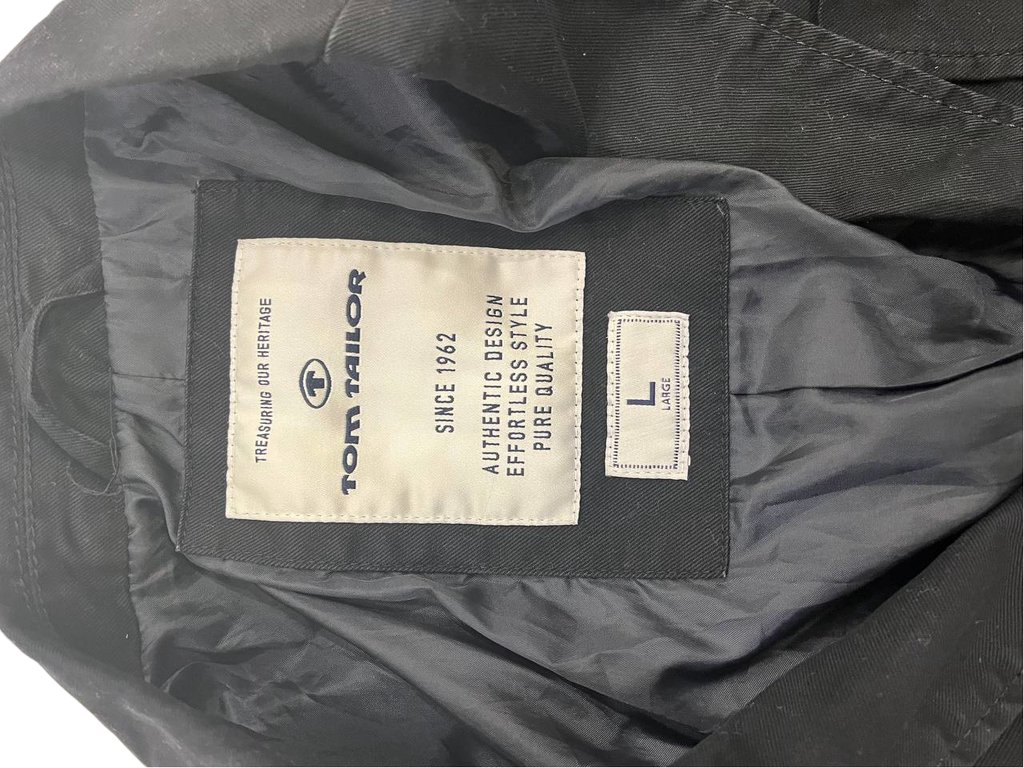 TREASURING OUR HERITAGE
T
TOM TAILOR
SINCE 1962
AUTHENTIC DESIGN
EFFORTLESS STYLE
PURE QUALITY
L
LARGE